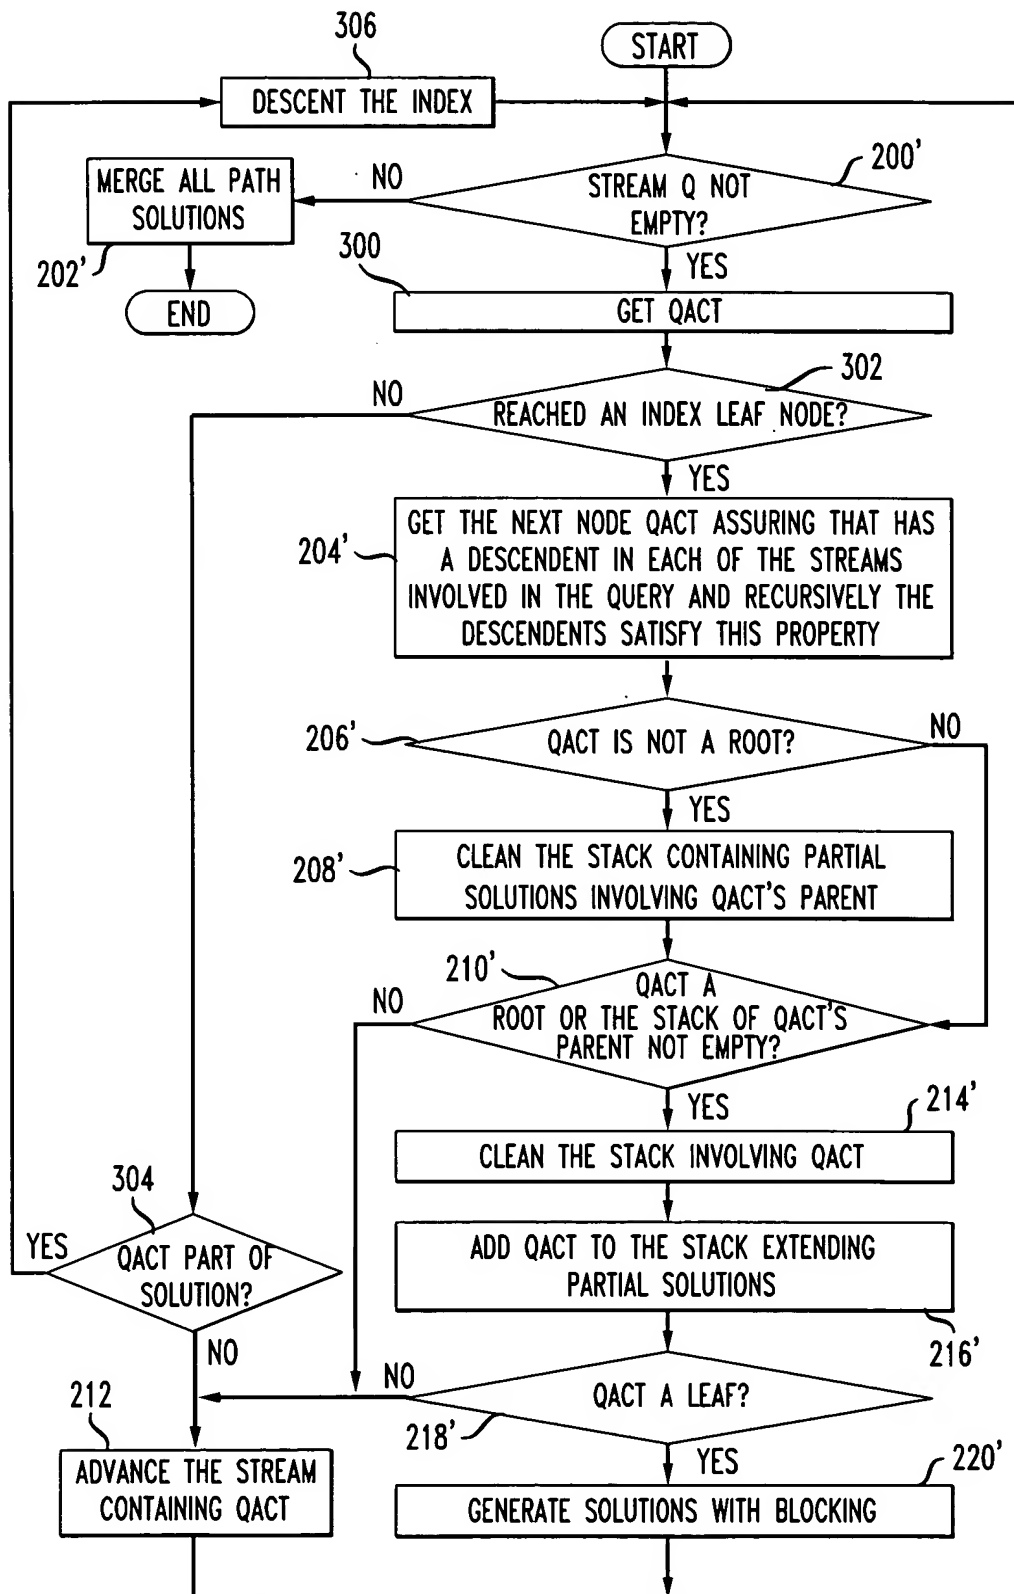 306
START
DESCENT THE INDEX
200'
MERGE ALL PATH
SOLUTIONS
NO
STREAM Q NOT
EMPTY?
202'
300
YES
END
GET QACT
302
NO
REACHED AN INDEX LEAF NODE?
YES
204'
GET THE NEXT NODE QACT ASSURING THAT HAS
A DESCENDENT IN EACH OF THE STREAMS
INVOLVED IN THE QUERY AND RECURSIVELY THE
DESCENDENTS SATISFY THIS PROPERTY
206'
QACT IS NOT A ROOT?
NO
YES
208'
CLEAN THE STACK CONTAINING PARTIAL
SOLUTIONS INVOLVING QACT'S PARENT
210'
NO
QACT A
ROOT OR THE STACK OF QACT'S
PARENT NOT EMPTY?
YES
214'
CLEAN THE STACK INVOLVING QACT
304
YES
QACT PART OF
SOLUTION?
ADD QACT TO THE STACK EXTENDING
PARTIAL SOLUTIONS
216'
NO
NO
QACT A LEAF?
212
218'
YES
220'
ADVANCE THE STREAM
CONTAINING QACT
GENERATE SOLUTIONS WITH BLOCKING